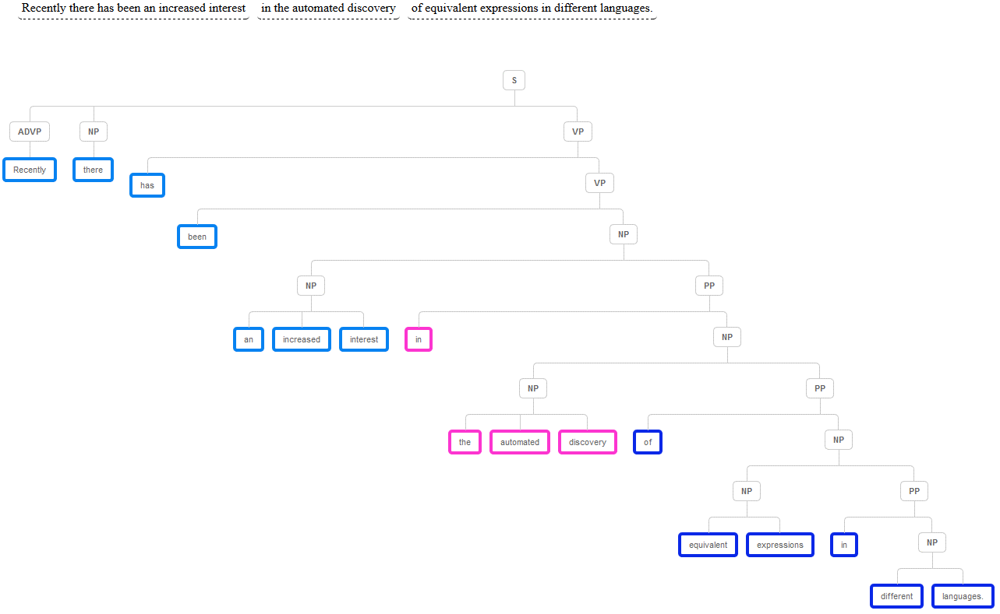 Recently there has been an increased interest in the automated discovery of equivalent expressions in different languages.
S
ADVP NP VP
Recently there
has VP
been NP
NP PP
an increased interest in
NP
NP PP
the automated discovery of
NP
NP PP
equivalent expressions in
NP
different languages.